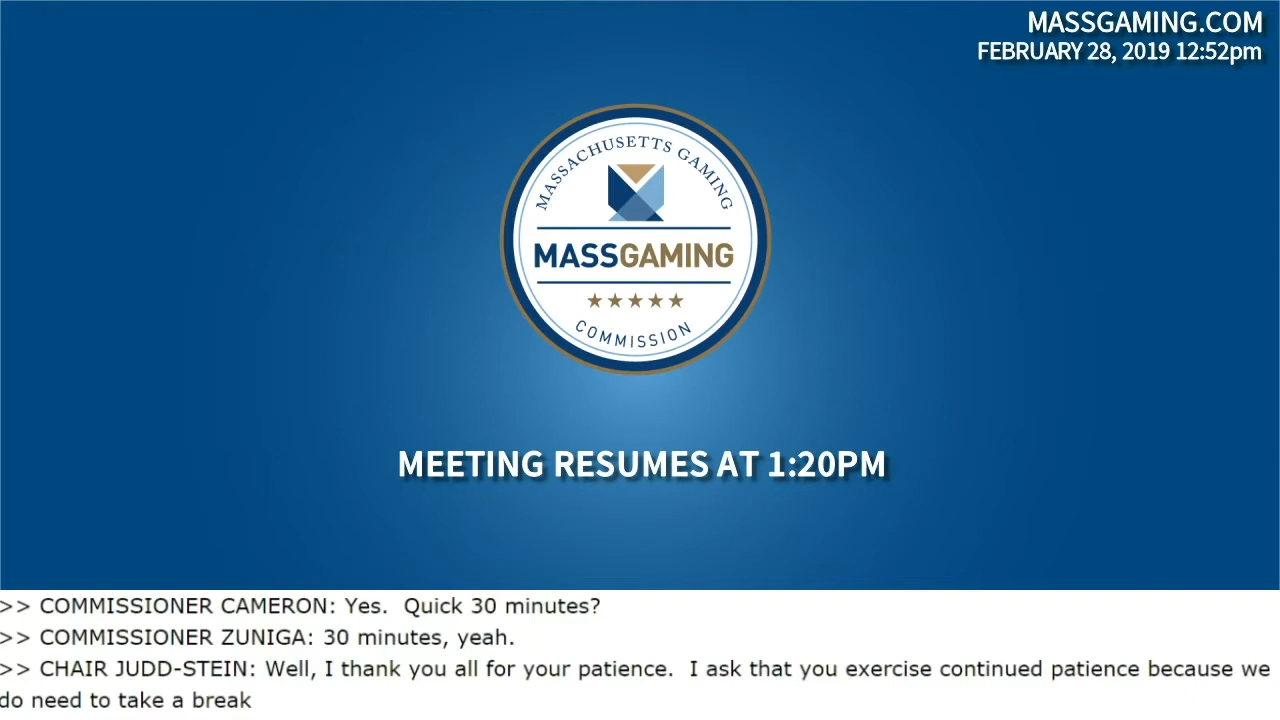 MASSGAMING.COM
FEBRUARY 28, 2019 12:52pm
MASSACHUSETTS GAMING
MASSGAMING
COMMISSION
MEETING RESUMES AT 1:20PM
>> COMMISSIONER CAMERON: Yes.  Quick 30 minutes?
>> COMMISSIONER ZUNIGA: 30 minutes, yeah.
>> CHAIR JUDD-STEIN: Well, I thank you all for your patience.  I ask that you exercise continued patience because we
do need to take a break